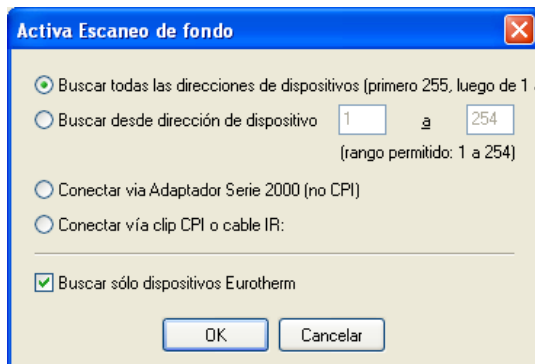 Activa Escaneo de fondo
Buscar todas las direcciones de dispositivos (primero 255, luego de 1
Buscar desde dirección de dispositivo 1 a 254
(rango permitido: 1 a 254)
Conectar via Adaptador Serie 2000 (no CPI)
Conectar vía clip CPI o cable IR:
Buscar sólo dispositivos Eurotherm
OK Cancelar